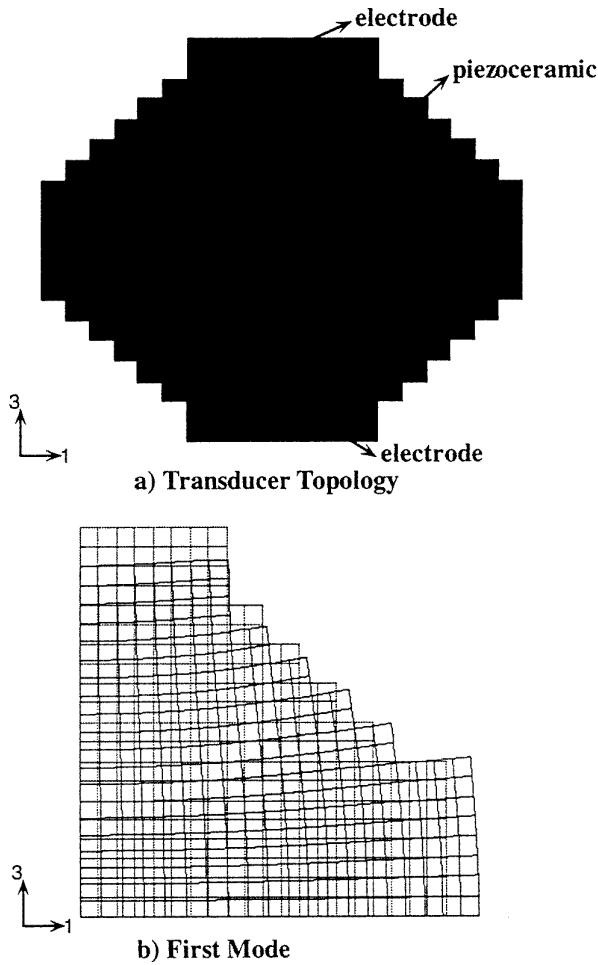 electrode
piezoceramic
3
1
electrode
a) Transducer Topology
3
1
b) First Mode